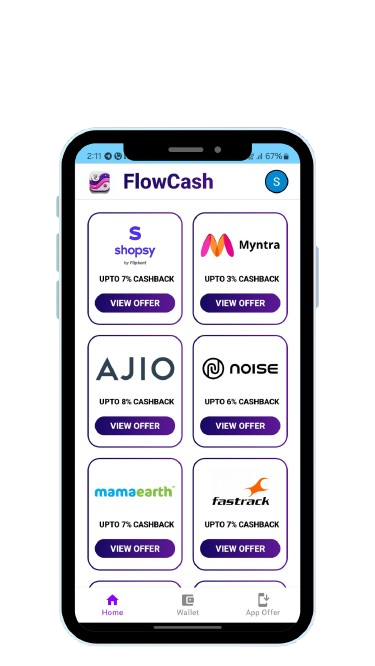 2:11
67%
FlowCash
S
S
shopsy
by Flipkart
UPTO 7% CASHBACK
VIEW OFFER
Myntra
UPTO 3% CASHBACK
VIEW OFFER
AJIO
UPTO 8% CASHBACK
VIEW OFFER
NOISE
UPTO 6% CASHBACK
VIEW OFFER
mamaearth™
UPTO 7% CASHBACK
VIEW OFFER
fastrack
UPTO 7% CASHBACK
VIEW OFFER
Home
Wallet
App Offer